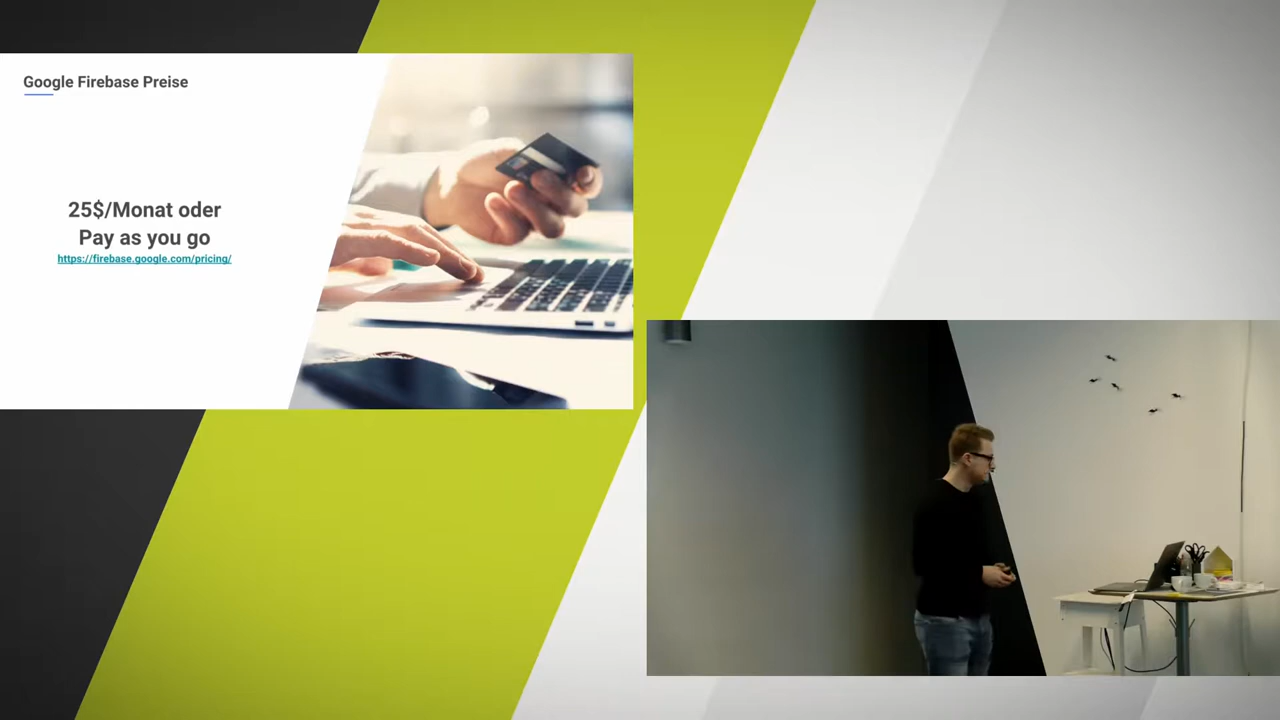 Google Firebase Preise
25$/Monat oder
Pay as you go
https://firebase.google.com/pricing/